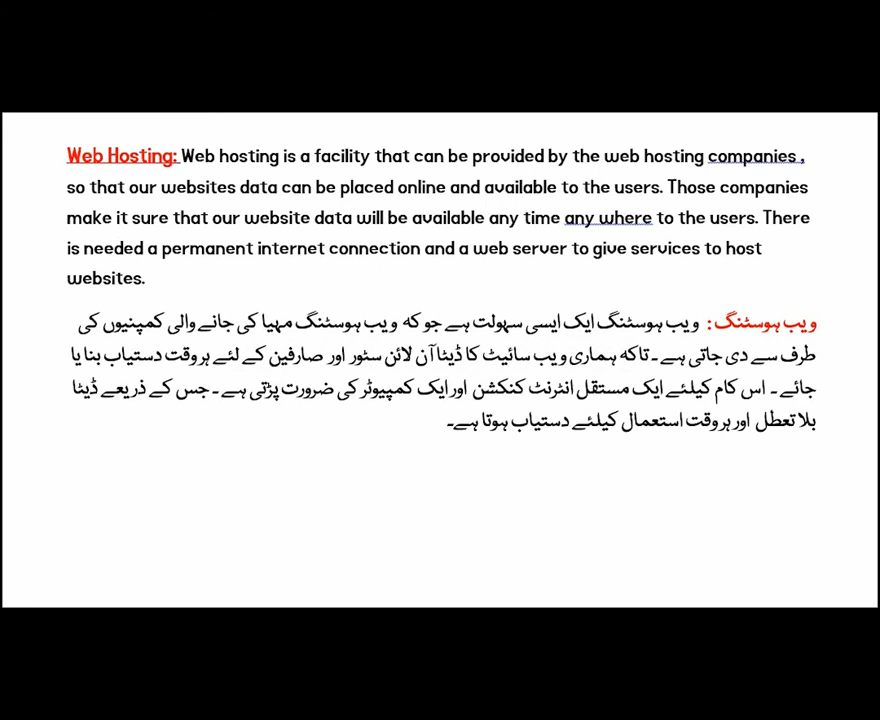 Web Hosting: Web hosting is a facility that can be provided by the web hosting companies ,
so that our websites data can be placed online and available to the users. Those companies
make it sure that our website data will be available any time any where to the users. There
is needed a permanent internet connection and a web server to give services to host
websites.
ویب ہوسٹنگ : ویب ہوسٹنگ ایک ایسی سہولت ہے جو کہ ویب ہوسٹنگ مہیا کی جانے والی کمپنیوں کی
طرف سے دی جاتی ہے ۔ تاکہ ہماری ویب سائیٹ کا ڈیٹا آن لائن سٹور اور صارفین کے لئے ہر وقت دستیاب بنا یا
جائے ۔ اس کام کیلئے ایک مستقل انٹرنٹ کنکشن اور ایک کمپیوٹر کی ضرورت پڑتی ہے ۔ جس کے ذریعے ڈیٹا
بلا تعطل اور ہر وقت استعمال کیلئے دستیاب ہوتا ہے۔